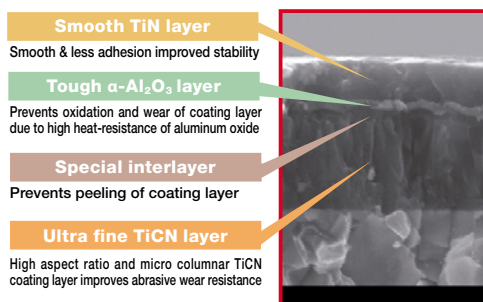 Smooth TiN layer
Smooth & less adhesion improved stability
Tough α-Al₂O₃ layer
Prevents oxidation and wear of coating layer
due to high heat-resistance of aluminum oxide
Special interlayer
Prevents peeling of coating layer
Ultra fine TiCN layer
High aspect ratio and micro columnar TiCN
coating layer improves abrasive wear resistance